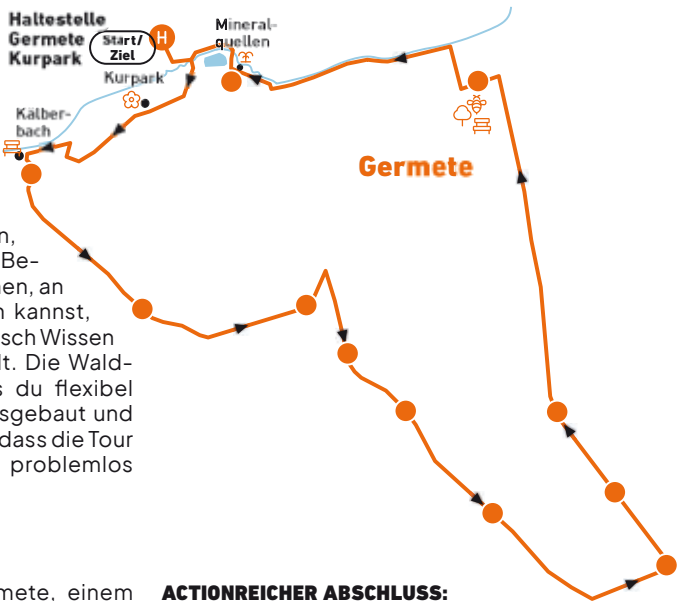 Haltestelle
Germete
Kurpark
Start/
Ziel
H
Mineral-
quellen
Kurpark
Kälber-
bach
Germete
n,
Be-
en, an
kannst,
sch Wissen
lt. Die Wald-
s du flexibel
sgebaut und
dass die Tour
problemlos
mete, einem
ACTIONREICHER ABSCHLUSS: